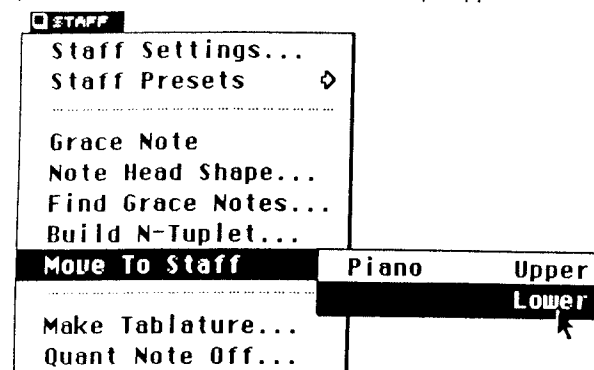 STAFF
Staff Settings...
Staff Presets
Grace Note
Note Head Shape...
Find Grace Notes...
Build N-Tuplet...
Move To Staff Piano Upper
Lower
Make Tablature...
Quant Note Off...